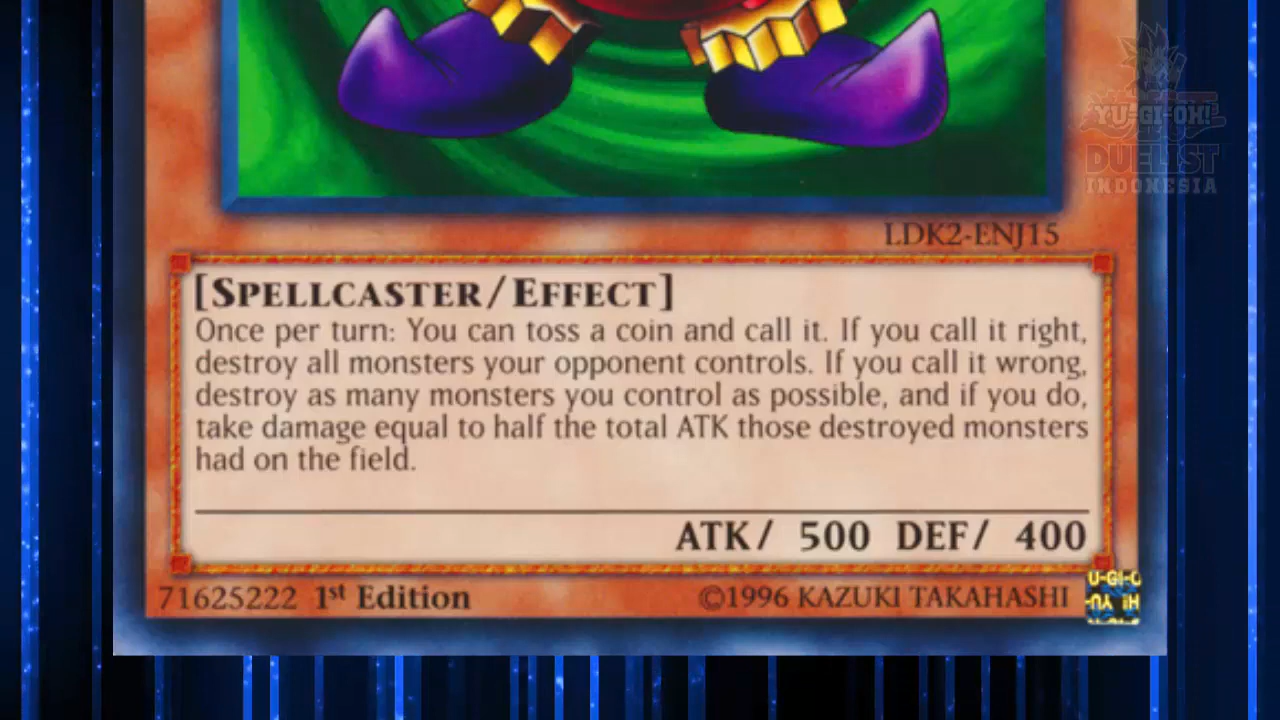 YU-GI-OH!
DUELIST
INDONESIA
LDK2-ENJ15
[SPELLCASTER/EFFECT]
Once per turn: You can toss a coin and call it. If you call it right,
destroy all monsters your opponent controls. If you call it wrong,
destroy as many monsters you control as possible, and if you do,
take damage equal to half the total ATK those destroyed monsters
had on the field.
ATK/ 500 DEF/ 400
71625222 1st Edition
©1996 KAZUKI TAKAHASHI